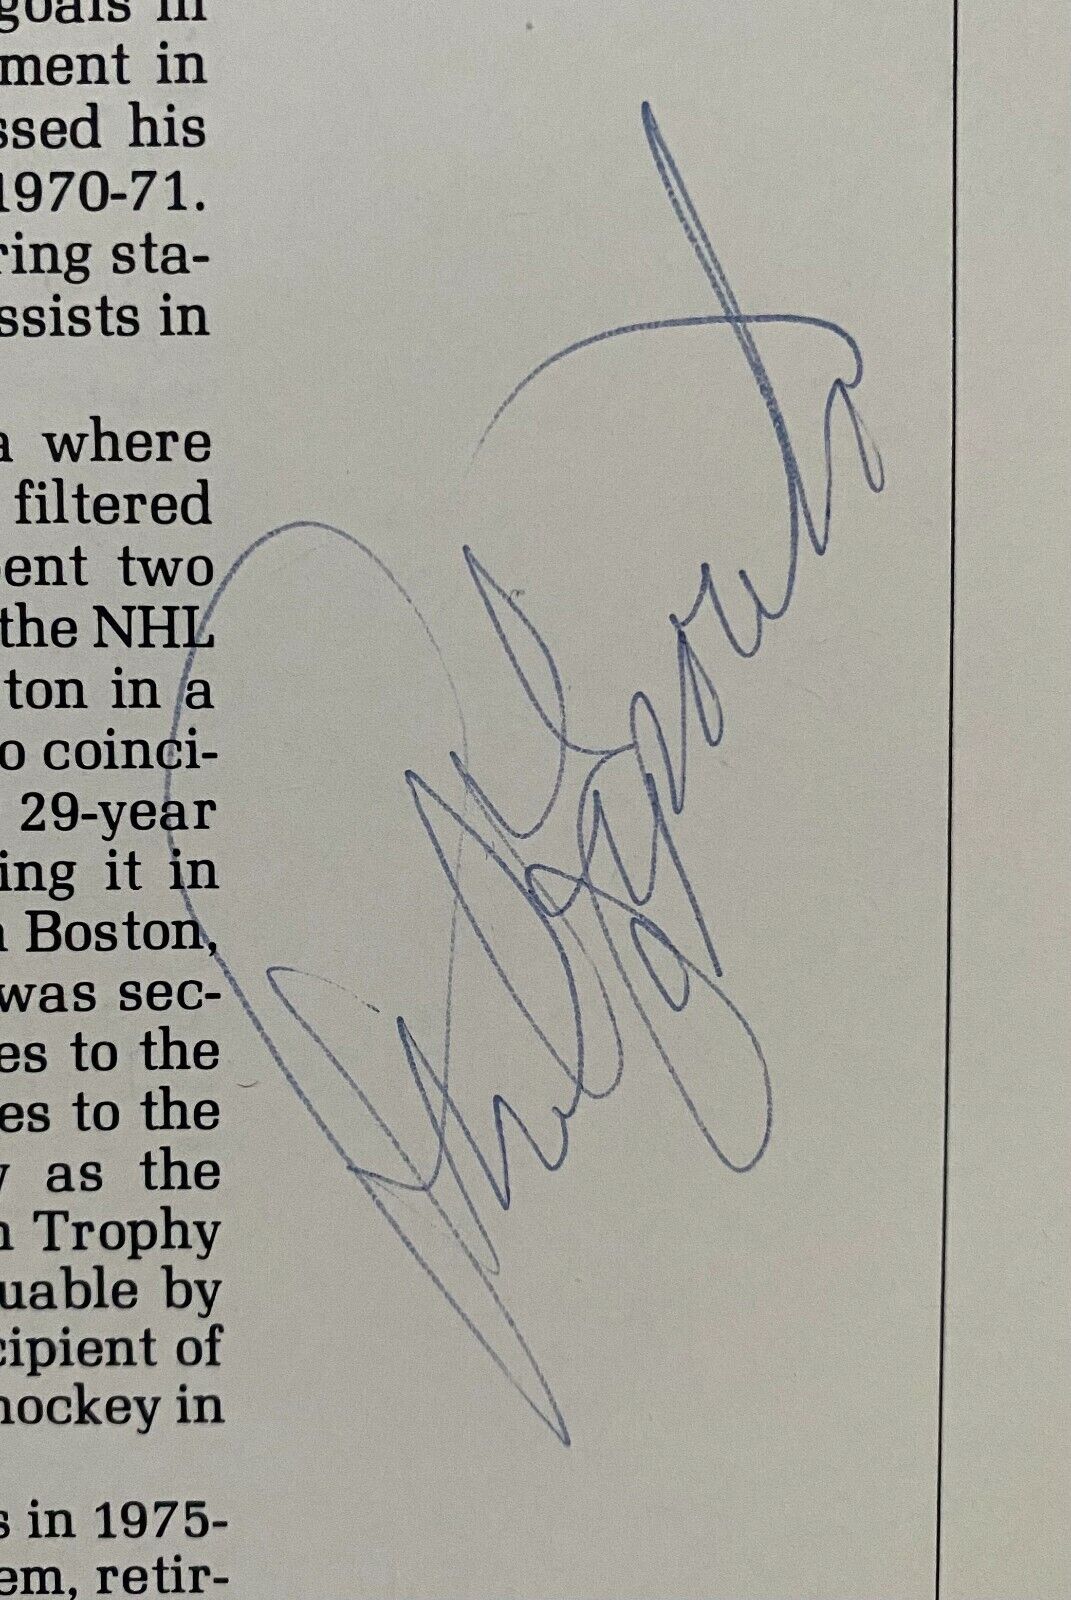 goals in
ment in
ssed his
1970-71.
ring sta-
ssists in
a where
filtered
ent two
the NHL
ton in a
o coinci-
29-year
ing it in
n Boston,
was sec-
es to the
es to the
y as the
n Trophy
uable by
cipient of
hockey in
s in 1975-
em, retir-
Phil Esposito